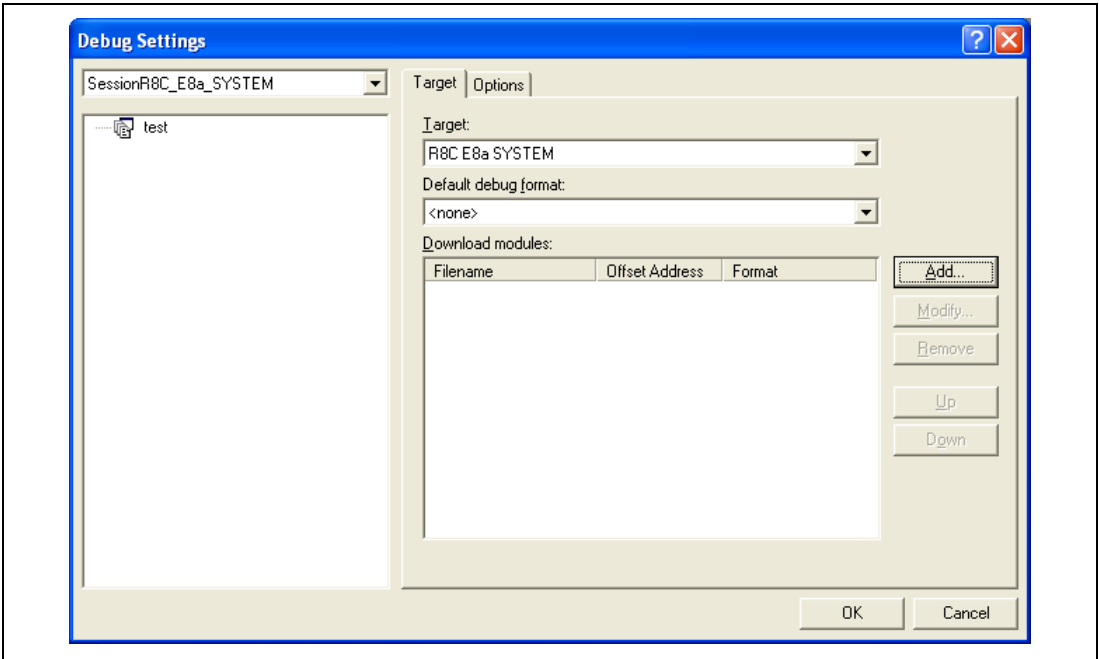 Debug Settings
SessionR8C_E8a_SYSTEM
test
Target Options
Target:
R8C E8a SYSTEM
Default debug format:
<none>
Download modules:
Filename Offset Address Format
Add...
Modify...
Remove
Up
Down
OK Cancel